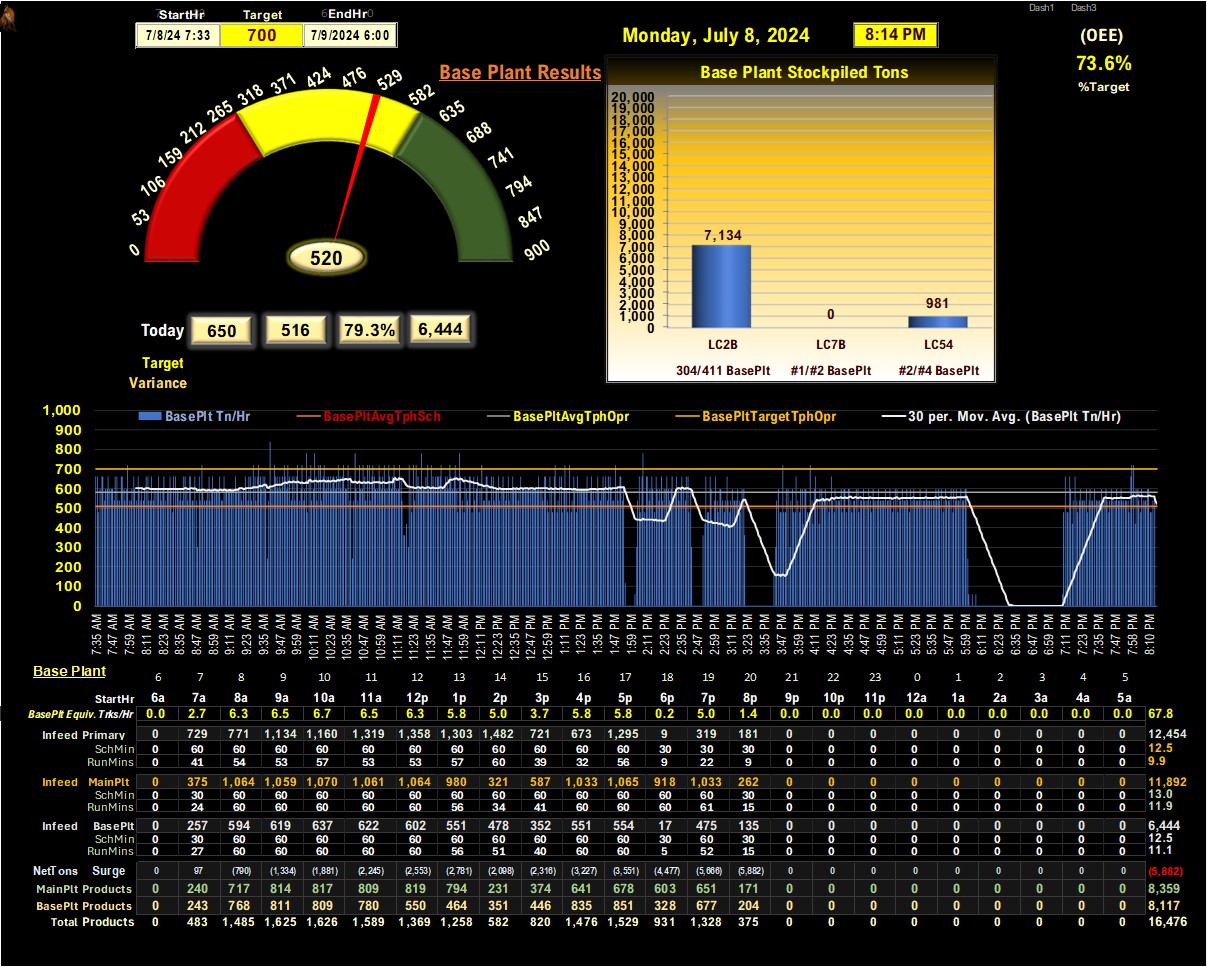 Dash1 Dash3
StartHr Target EndHr
7/8/24 7:33 700 7/9/2024 6:00
Monday, July 8, 2024 8:14 PM
(OEE)
73.6%
%Target
Base Plant Results
0 53 106 159 212 265 318 371 424 476 529 582 635 688 741 794 847 900
520
Today 650 516 79.3% 6,444
Target
Variance
Base Plant Stockpiled Tons
20,000
19,000
18,000
17,000
16,000
15,000
14,000
13,000
12,000
11,000
10,000
9,000
8,000
7,000
6,000
5,000
4,000
3,000
2,000
1,000
0
7,134 0 981
LC2B LC7B LC54
304/411 BasePlt #1/#2 BasePlt #2/#4 BasePlt
BasePlt Tn/Hr BasePltAvgTphSch BasePltAvgTphOpr BasePltTargetTphOpr 30 per. Mov. Avg. (BasePlt Tn/Hr)
1,000
900
800
700
600
500
400
300
200
100
0
7:35 AM 7:47 AM 7:59 AM 8:11 AM 8:23 AM 8:35 AM 8:47 AM 8:59 AM 9:11 AM 9:23 AM 9:35 AM 9:47 AM 9:59 AM 10:11 AM 10:23 AM 10:35 AM 10:47 AM 10:59 AM 11:11 AM 11:23 AM 11:35 AM 11:47 AM 11:59 AM 12:11 PM 12:23 PM 12:35 PM 12:47 PM 12:59 PM 1:11 PM 1:23 PM 1:35 PM 1:47 PM 1:59 PM 2:11 PM 2:23 PM 2:35 PM 2:47 PM 2:59 PM 3:11 PM 3:23 PM 3:35 PM 3:47 PM 3:59 PM 4:11 PM 4:23 PM 4:35 PM 4:47 PM 4:59 PM 5:11 PM 5:23 PM 5:35 PM 5:47 PM 5:59 PM 6:11 PM 6:23 PM 6:35 PM 6:47 PM 6:59 PM 7:11 PM 7:23 PM 7:35 PM 7:47 PM 7:58 PM 8:10 PM
Base Plant 6 7 8 9 10 11 12 13 14 15 16 17 18 19 20 21 22 23 0 1 2 3 4 5
StartHr 6a 7a 8a 9a 10a 11a 12p 1p 2p 3p 4p 5p 6p 7p 8p 9p 10p 11p 12a 1a 2a 3a 4a 5a
BasePlt Equiv. Trks/Hr 0.0 2.7 6.3 6.5 6.7 6.5 6.3 5.8 5.0 3.7 5.8 5.8 0.2 5.0 1.4 0.0 0.0 0.0 0.0 0.0 0.0 0.0 0.0 0.0 67.8
Infeed Primary 0 729 771 1,134 1,160 1,319 1,358 1,303 1,482 721 673 1,295 9 319 181 0 0 0 0 0 0 0 0 0 12,454
SchMin 0 60 60 60 60 60 60 60 60 60 60 60 30 30 30 0 0 0 0 0 0 0 0 0 12.5
RunMins 0 41 54 53 57 53 53 57 60 39 32 56 9 22 9 0 0 0 0 0 0 0 0 0 9.9
Infeed MainPlt 0 375 1,064 1,059 1,070 1,061 1,064 980 321 587 1,033 1,065 918 1,033 262 0 0 0 0 0 0 0 0 0 11,892
SchMin 0 30 60 60 60 60 60 60 60 60 60 60 60 60 30 0 0 0 0 0 0 0 0 0 13.0
RunMins 0 24 60 60 60 60 60 56 34 41 60 60 60 61 15 0 0 0 0 0 0 0 0 0 11.9
Infeed BasePlt 0 257 594 619 637 622 602 551 478 352 551 554 17 475 135 0 0 0 0 0 0 0 0 0 6,444
SchMin 0 30 60 60 60 60 60 60 60 60 60 60 30 60 30 0 0 0 0 0 0 0 0 0 12.5
RunMins 0 27 60 60 60 60 60 56 51 40 60 60 5 52 15 0 0 0 0 0 0 0 0 0 11.1
NetTons Surge 0 97 (790) (1,334) (1,881) (2,245) (2,553) (2,781) (2,098) (2,316) (3,227) (3,551) (4,477) (5,666) (5,882) 0 0 0 0 0 0 0 0 0 (5,882)
MainPlt Products 0 240 717 814 817 809 819 794 231 374 641 678 603 651 171 0 0 0 0 0 0 0 0 0 8,359
BasePlt Products 0 243 768 811 809 780 550 464 351 446 835 851 328 677 204 0 0 0 0 0 0 0 0 0 8,117
Total Products 0 483 1,485 1,625 1,626 1,589 1,369 1,258 582 820 1,476 1,529 931 1,328 375 0 0 0 0 0 0 0 0 0 16,476